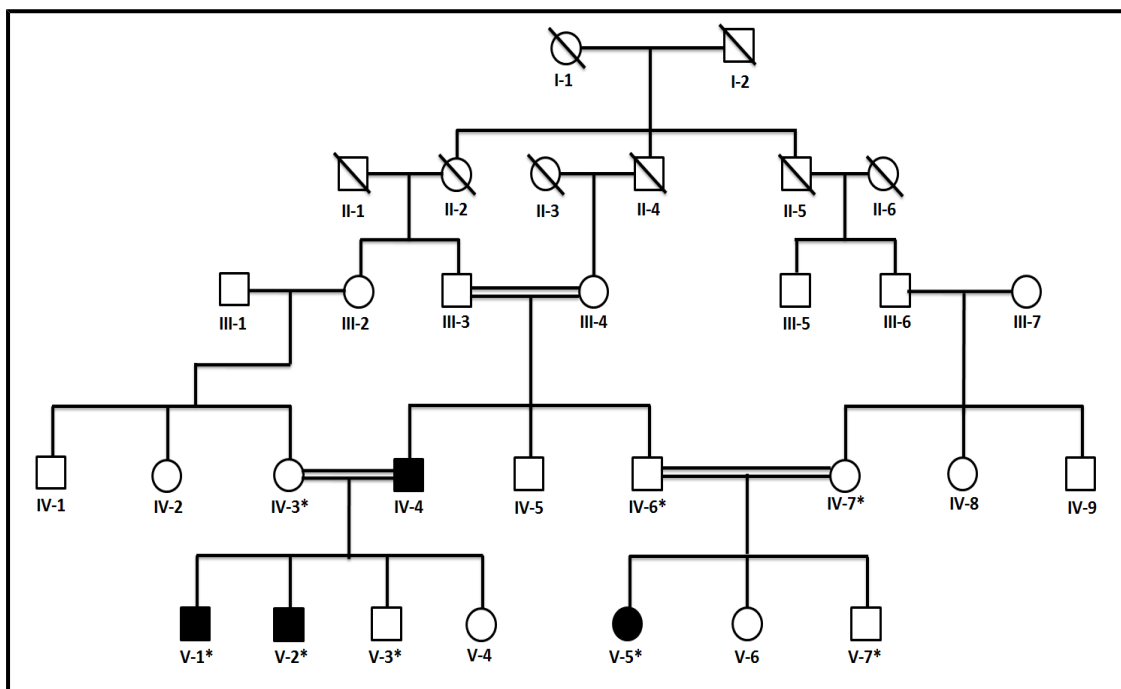 I-1 I-2
II-1 II-2 II-3 II-4 II-5 II-6
III-1 III-2 III-3 III-4 III-5 III-6 III-7
IV-1 IV-2 IV-3* IV-4 IV-5 IV-6* IV-7* IV-8 IV-9
V-1* V-2* V-3* V-4 V-5* V-6 V-7*